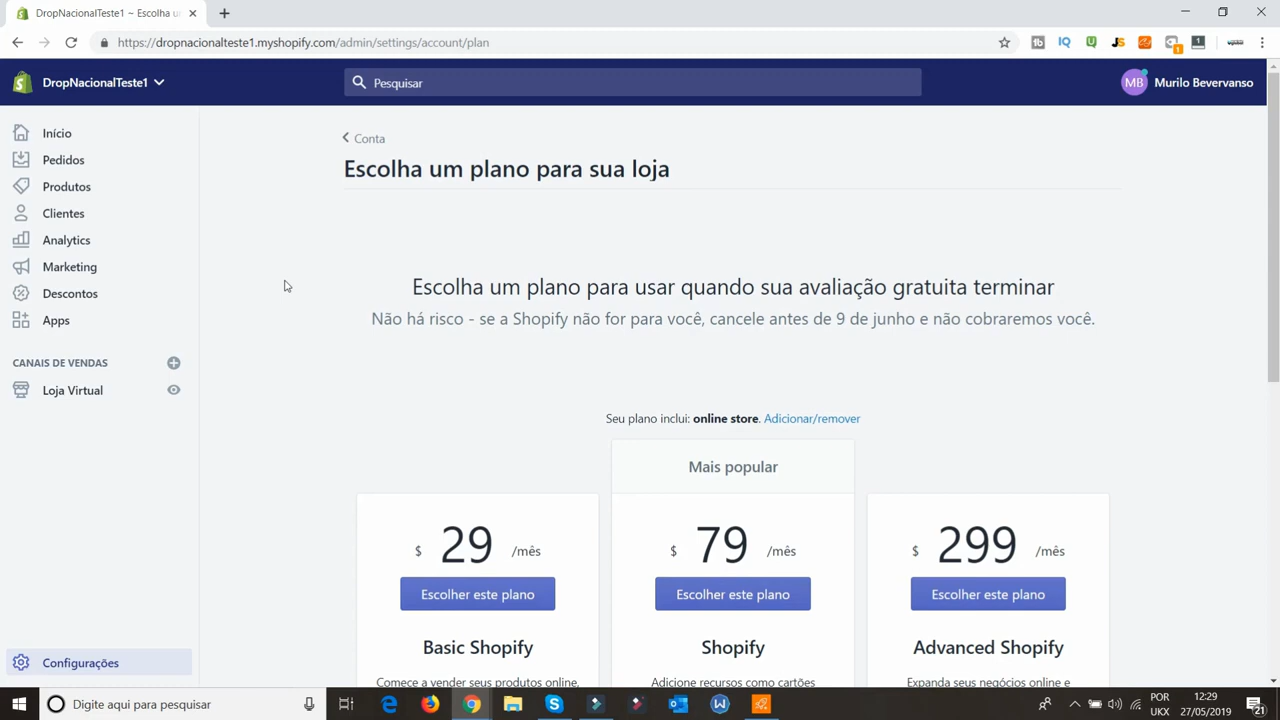 DropNacionalTeste1 ~ Escolha u
https://dropnacionalteste1.myshopify.com/admin/settings/account/plan
DropNacionalTeste1
Pesquisar
MB
Murilo Bevervanso
Início
Pedidos
Produtos
Clientes
Analytics
Marketing
Descontos
Apps
CANAIS DE VENDAS
Loja Virtual
Configurações
Conta
Escolha um plano para sua loja
Escolha um plano para usar quando sua avaliação gratuita terminar
Não há risco - se a Shopify não for para você, cancele antes de 9 de junho e não cobraremos você.
Seu plano inclui: online store. Adicionar/remover
Mais popular
$ 29 /mês
Escolher este plano
Basic Shopify
Comece a vender seus produtos online,
$ 79 /mês
Escolher este plano
Shopify
Adicione recursos como cartões
$ 299 /mês
Escolher este plano
Advanced Shopify
Expanda seus negócios online e
Digite aqui para pesquisar
POR
UKX
12:29
27/05/2019
21